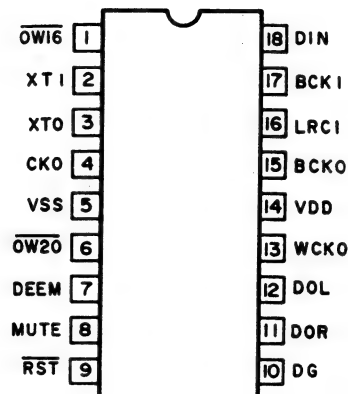 OW16 1 18 DIN
XTI 2 17 BCKI
XTO 3 16 LRCI
CKO 4 15 BCKO
VSS 5 14 VDD
OW20 6 13 WCKO
DEEM 7 12 DOL
MUTE 8 11 DOR
RST 9 10 DG